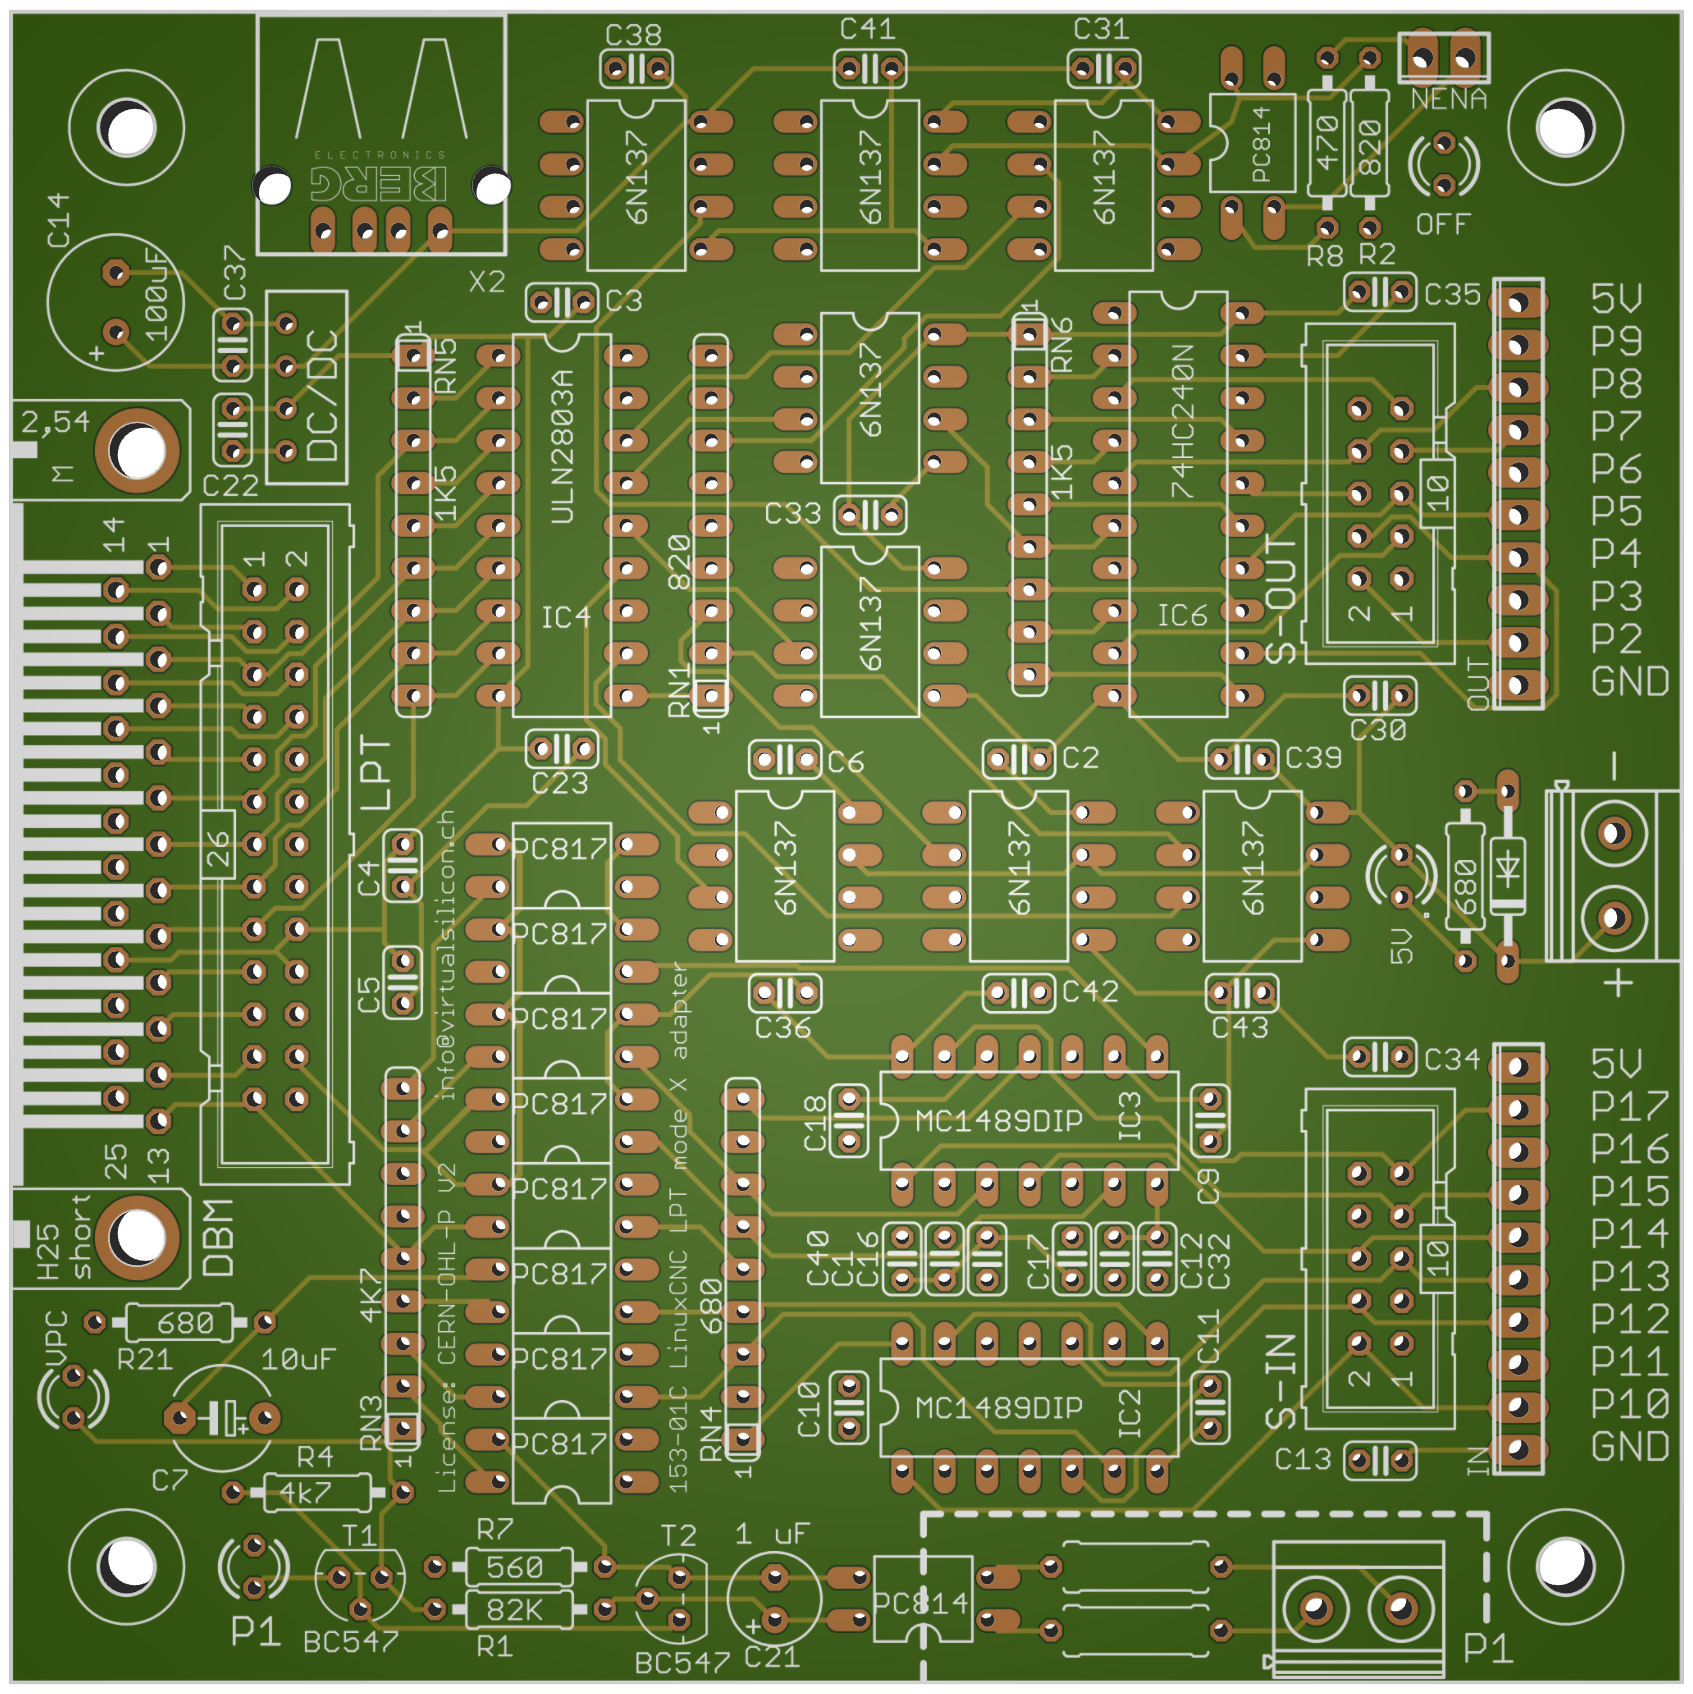 C38
C41
C31
NENA
6N137
6N137
6N137
PC814
470
820
ELECTRONICS
BERG
OFF
R8
R2
C14
100uF
+
C37
X2
C3
C35
5V
P9
P8
P7
P6
P5
P4
P3
P2
GND
1
RN5
1K5
DC/DC
C22
2,54
M
ULN2803A
IC4
820
RN1
1
6N137
C33
6N137
1
RN6
1K5
74HC240N
IC6
S-OUT
10
2
1
OUT
C30
14
1
1
2
26
LPT
25
13
DBM
H25
short
C23
C6
C2
C39
6N137
6N137
6N137
C4
C5
info@virtualsilicon.ch
License: CERN-OHL-P V2
PC817
PC817
PC817
PC817
PC817
PC817
PC817
PC817
153-01C LinuxCNC LPT mode X adapter
C36
C42
C43
5V
680
-
+
C34
C18
MC1489DIP
IC3
C9
C40
C1
C16
C17
C12
C32
C11
C10
MC1489DIP
IC2
S-IN
10
2
1
5V
P17
P16
P15
P14
P13
P12
P11
P10
GND
IN
C13
4K7
RN3
1
680
RN4
1
VPC
680
R21
10uF
+
C7
R4
4k7
T1
BC547
P1
R7
560
82K
R1
T2
BC547
1 uF
+
C21
PC814
P1